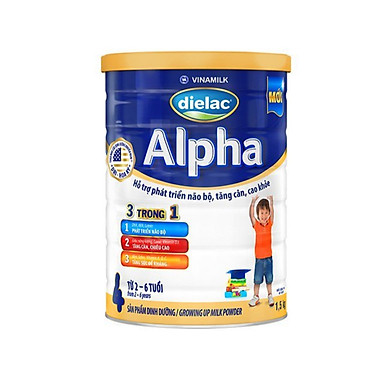 VINAMILK
dielac
MỚI
Alpha
Hỗ trợ phát triển não bộ, tăng cân, cao khỏe
3 TRONG 1
1
PHÁT TRIỂN NÃO BỘ
2
TĂNG CÂN, CHIỀU CAO
3
4
TỪ 2 – 6 TUỔI
from 2 – 6 years
SẢN PHẨM DINH DƯỠNG / GROWING UP MILK POWDER